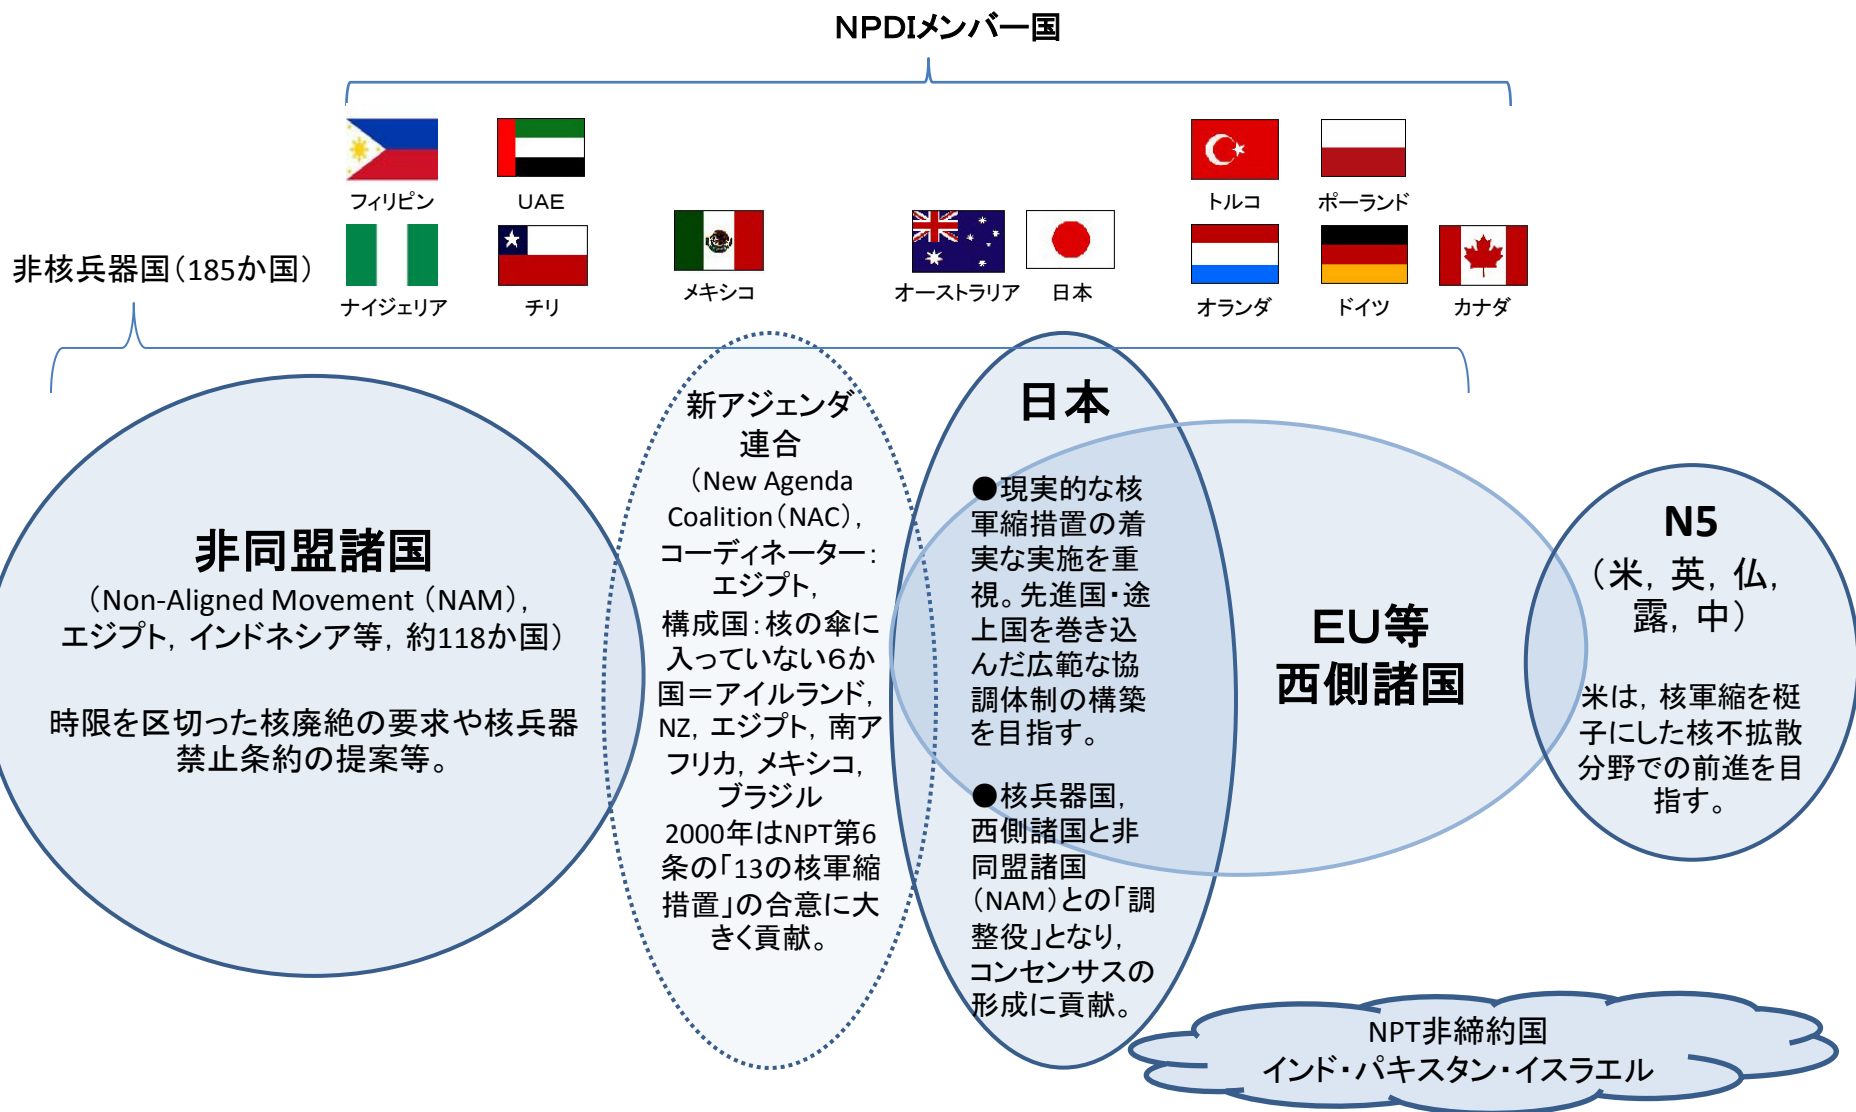 NPDIメンバー国
フィリピン
UAE
トルコ
ポーランド
ナイジェリア
チリ
メキシコ
オーストラリア
日本
オランダ
ドイツ
カナダ
非核兵器国(185か国)
非同盟諸国
(Non-Aligned Movement (NAM),
エジプト, インドネシア等, 約118か国)
時限を区切った核廃絶の要求や核兵器
禁止条約の提案等。
新アジェンダ
連合
(New Agenda
Coalition(NAC),
コーディネーター:
エジプト,
構成国:核の傘に
入っていない6か
国=アイルランド,
NZ, エジプト, 南ア
フリカ, メキシコ,
ブラジル
2000年はNPT第6
条の「13の核軍縮
措置」の合意に大
きく貢献。
日本
●現実的な核
軍縮措置の着
実な実施を重
視。先進国・途
上国を巻き込
んだ広範な協
調体制の構築
を目指す。
●核兵器国,
西側諸国と非
同盟諸国
(NAM)との「調
整役」となり,
コンセンサスの
形成に貢献。
EU等
西側諸国
N5
(米, 英, 仏,
露, 中)
米は, 核軍縮を梃
子にした核不拡散
分野での前進を目
指す。
NPT非締約国
インド・パキスタン・イスラエル